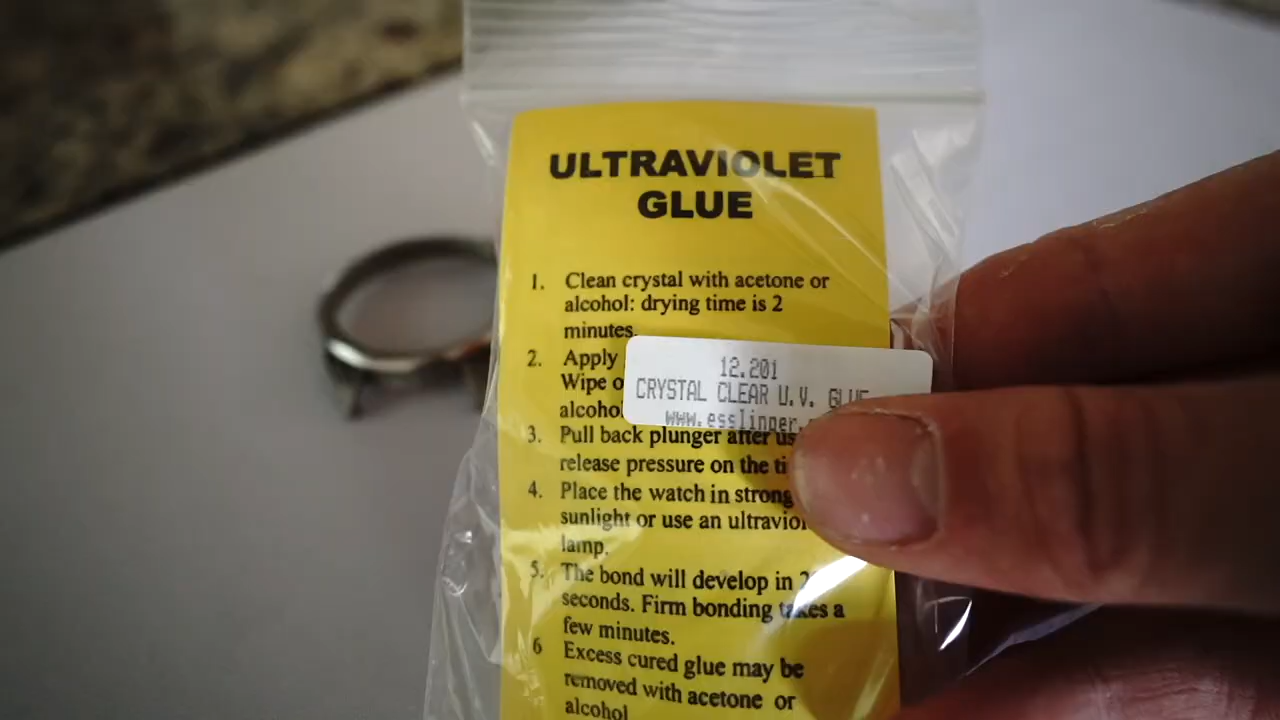 ULTRAVIOLET
GLUE
1. Clean crystal with acetone or
alcohol: drying time is 2
minutes.
2. Apply
Wipe
12.201
CRYSTAL CLEAR U.V. GLUE
www.esslinger.
3. Pull back plunger after
release pressure on the
4. Place the watch in strong
sunlight or use an
lamp.
5. The bond will develop in
seconds. Firm bonding takes a
few minutes.
6 Excess cured glue may be
removed with acetone or
alcohol